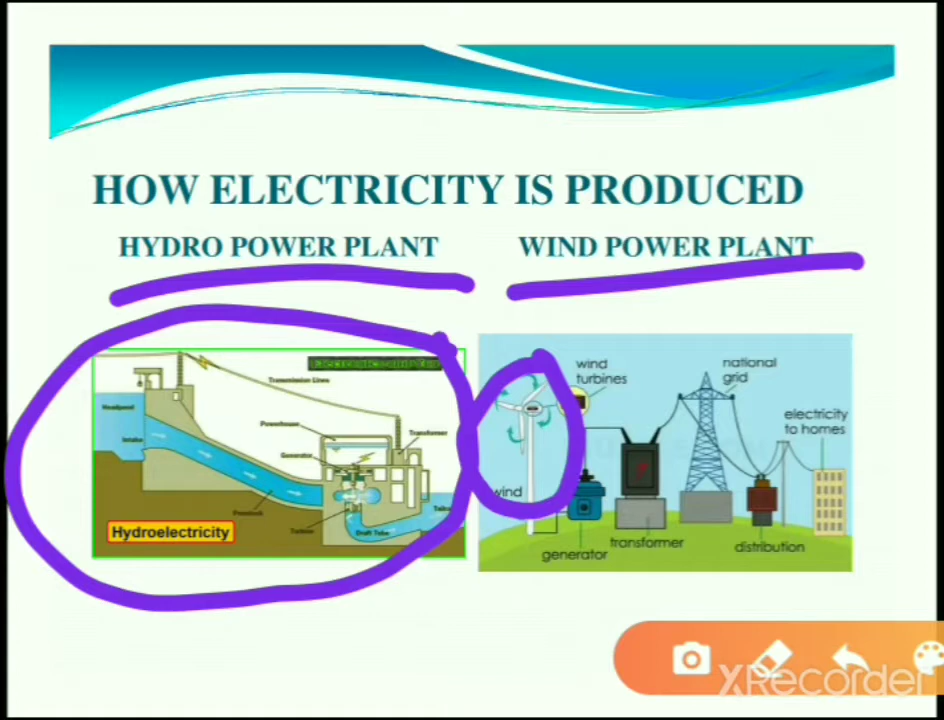 HOW ELECTRICITY IS PRODUCED
HYDRO POWER PLANT
WIND POWER PLANT
Transmission Lines
Headpond
Powerhouse
Transformer
Intake
Generator
Penstock
Turbine
Draft Tube
Hydroelectricity
wind
turbines
national
grid
electricity
to homes
wind
generator
transformer
distribution
XRecorder